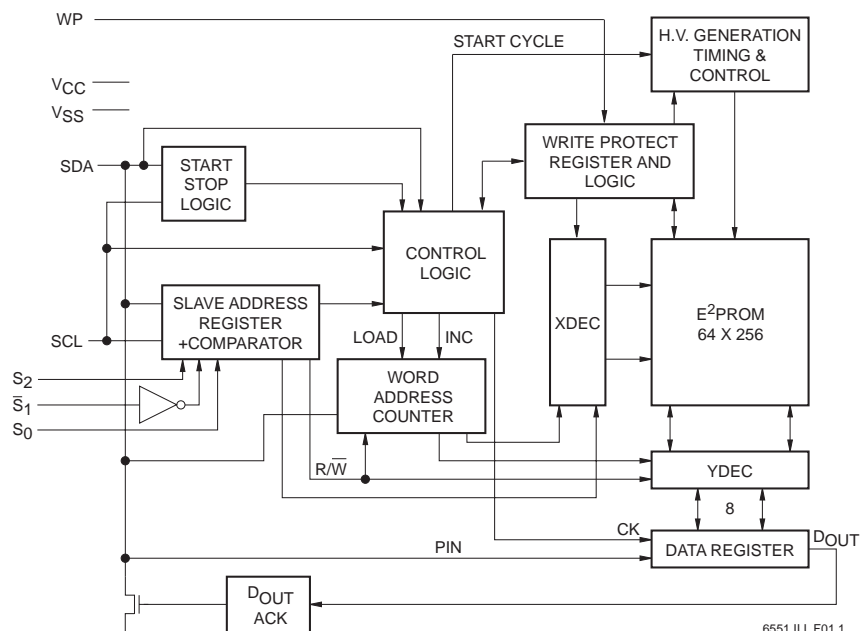 WP
START CYCLE
H.V. GENERATION
TIMING &
CONTROL
VCC
VSS
SDA
START
STOP
LOGIC
WRITE PROTECT
REGISTER AND
LOGIC
CONTROL
LOGIC
XDEC
E²PROM
64 X 256
SLAVE ADDRESS
REGISTER
+COMPARATOR
SCL
LOAD
INC
S2
S̅1
S0
WORD
ADDRESS
COUNTER
R/W̅
YDEC
8
CK
PIN
DATA REGISTER
DOUT
DOUT
ACK
6551 ILL F01.1